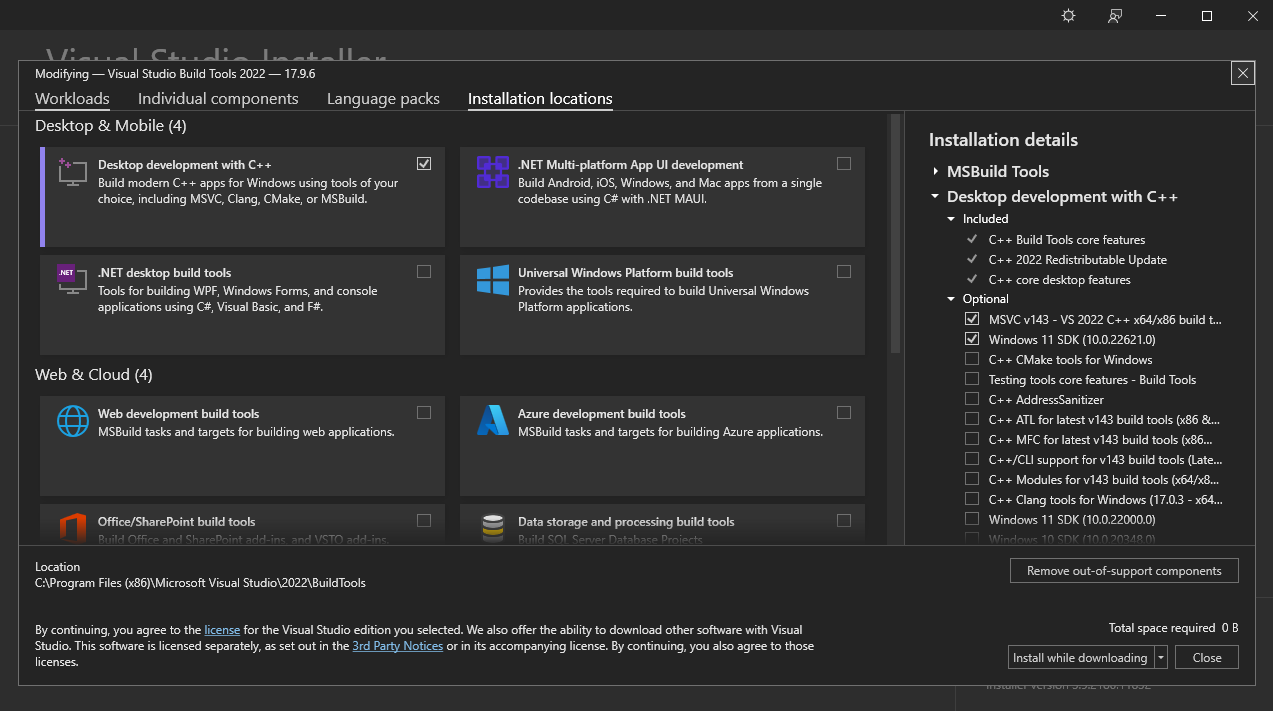 Visual Studio Installer
Modifying — Visual Studio Build Tools 2022 — 17.9.6
Workloads
Individual components
Language packs
Installation locations
Desktop & Mobile (4)
Desktop development with C++
Build modern C++ apps for Windows using tools of your
choice, including MSVC, Clang, CMake, or MSBuild.
.NET Multi-platform App UI development
Build Android, iOS, Windows, and Mac apps from a single
codebase using C# with .NET MAUI.
.NET
.NET desktop build tools
Tools for building WPF, Windows Forms, and console
applications using C#, Visual Basic, and F#.
Universal Windows Platform build tools
Provides the tools required to build Universal Windows
Platform applications.
Web & Cloud (4)
Web development build tools
MSBuild tasks and targets for building web applications.
Azure development build tools
MSBuild tasks and targets for building Azure applications.
Office/SharePoint build tools
Build Office and SharePoint add-ins, and VSTO add-ins.
Data storage and processing build tools
Build SQL Server Database Projects
Installation details
MSBuild Tools
Desktop development with C++
Included
C++ Build Tools core features
C++ 2022 Redistributable Update
C++ core desktop features
Optional
MSVC v143 - VS 2022 C++ x64/x86 build t...
Windows 11 SDK (10.0.22621.0)
C++ CMake tools for Windows
Testing tools core features - Build Tools
C++ AddressSanitizer
C++ ATL for latest v143 build tools (x86 &...
C++ MFC for latest v143 build tools (x86...
C++/CLI support for v143 build tools (Late...
C++ Modules for v143 build tools (x64/x8...
C++ Clang tools for Windows (17.0.3 - x64...
Windows 11 SDK (10.0.22000.0)
Windows 10 SDK (10.0.20348.0)
Location
C:\Program Files (x86)\Microsoft Visual Studio\2022\BuildTools
Remove out-of-support components
By continuing, you agree to the license for the Visual Studio edition you selected. We also offer the ability to download other software with Visual
Studio. This software is licensed separately, as set out in the 3rd Party Notices or in its accompanying license. By continuing, you also agree to those
licenses.
Total space required 0 B
Install while downloading
Close
Installer version